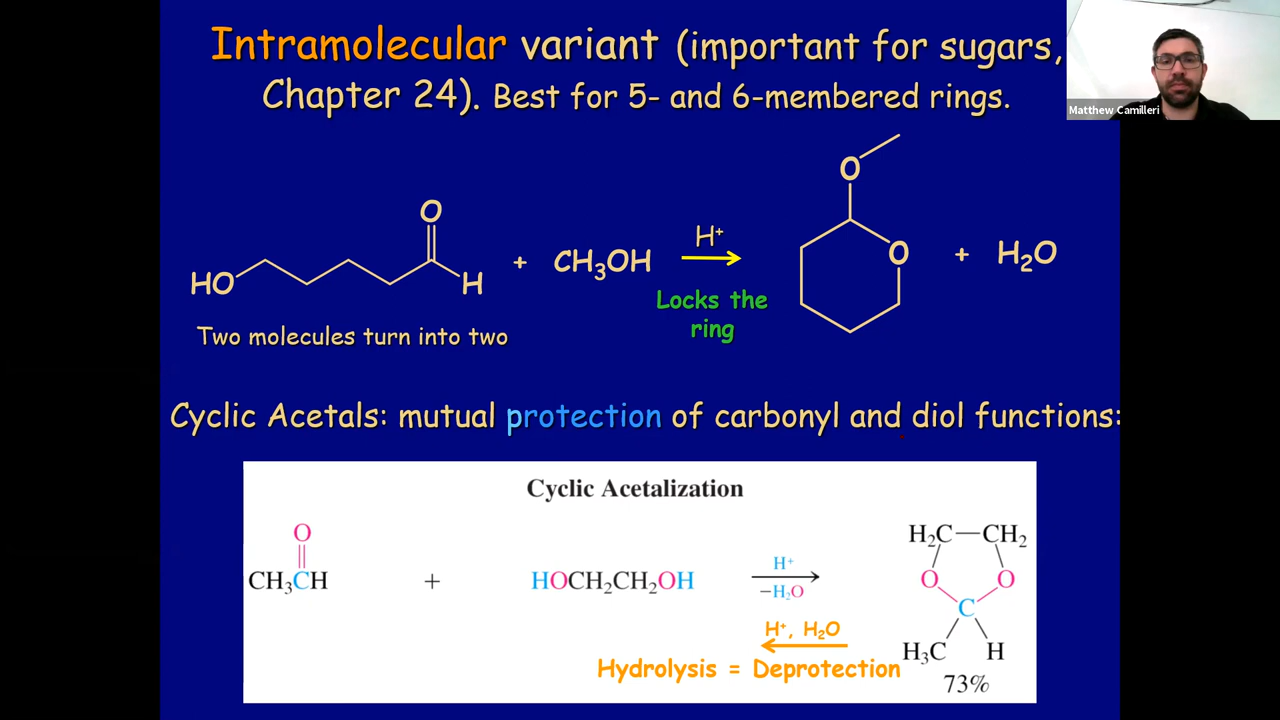 Intramolecular variant (important for sugars,
Chapter 24). Best for 5- and 6-membered rings.
Matthew Camilleri
O
HO
H
+
CH₃OH
H⁺
Locks the
ring
O
O
+
H₂O
Two molecules turn into two
Cyclic Acetals: mutual protection of carbonyl and diol functions:
Cyclic Acetalization
O
CH₃CH
+
HOCH₂CH₂OH
H⁺
−H₂O
H₂C—CH₂
O O
C
H₃C H
73%
H⁺, H₂O
Hydrolysis = Deprotection